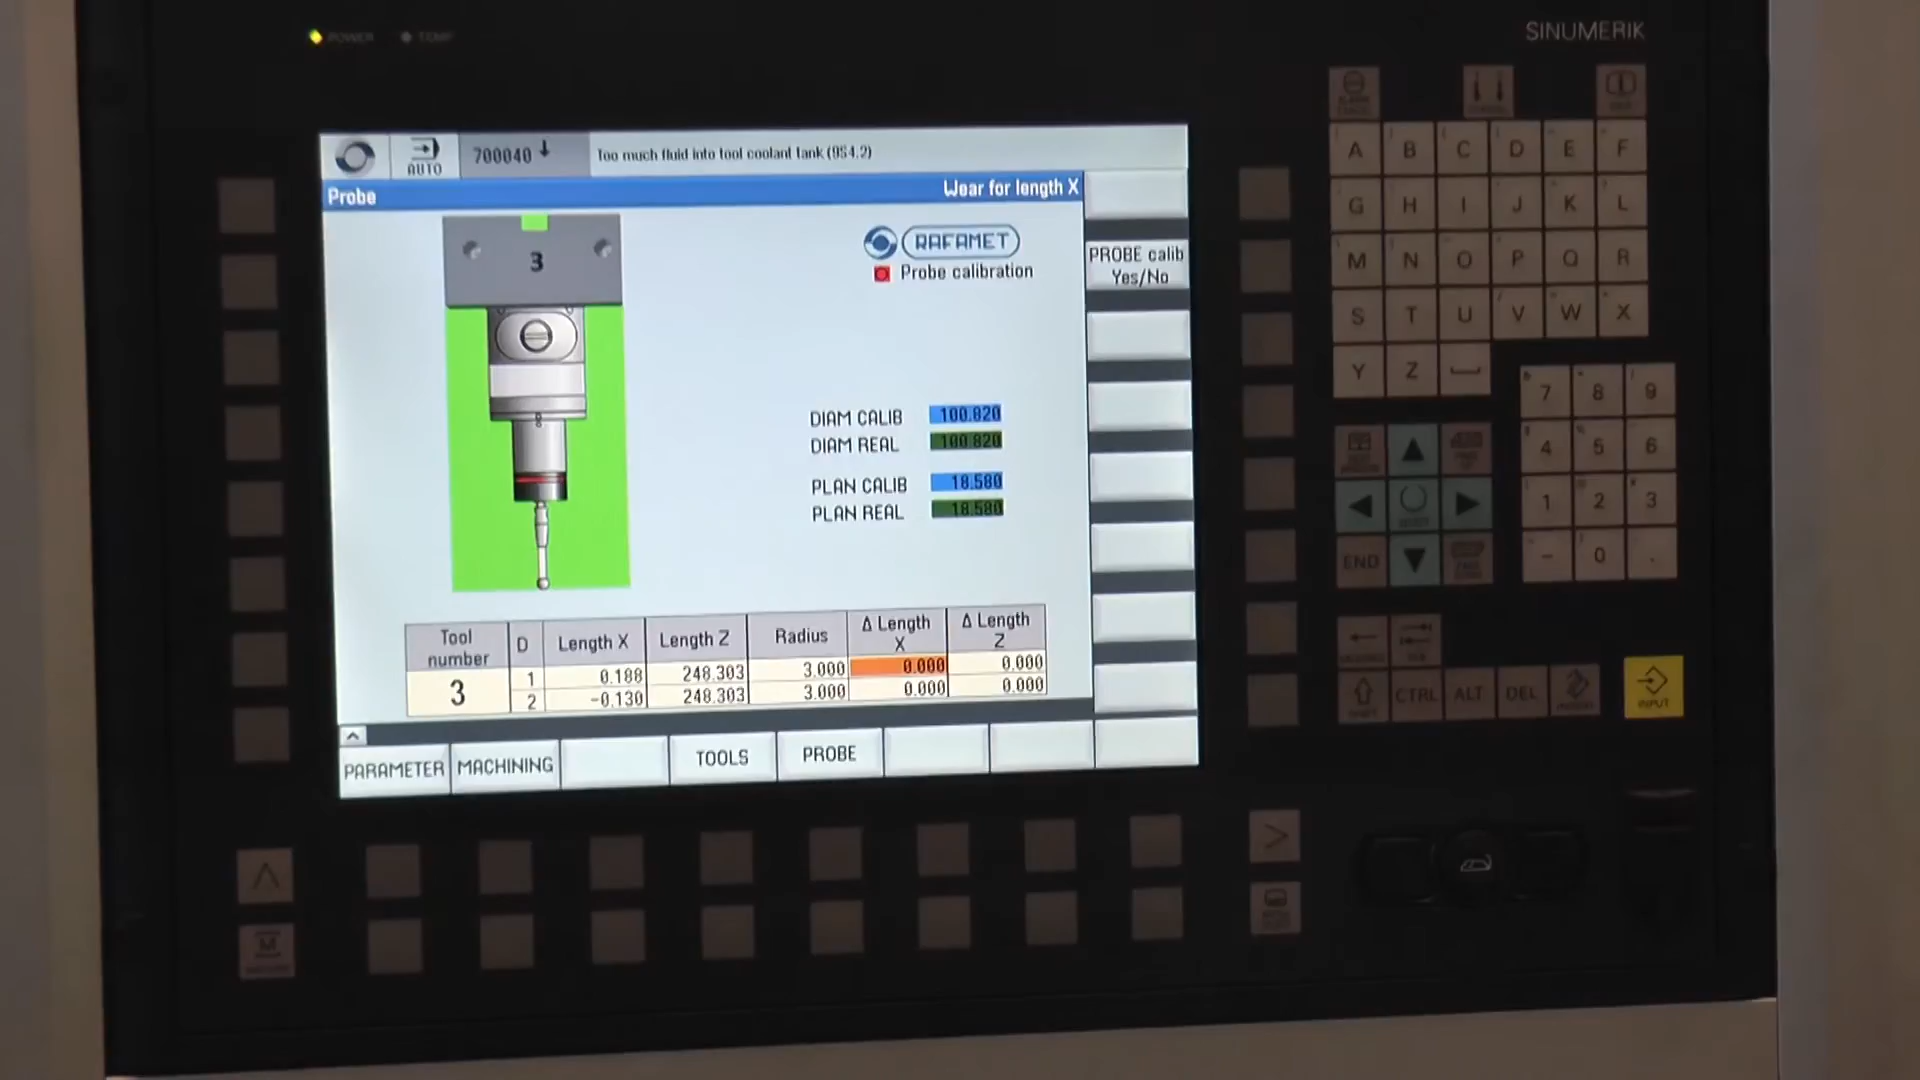 SINUMERIK
POWER
TEMP
AUTO
700040
Too much fluid into tool coolant tank (954.2)
Probe
Wear for length X
3
RAFAMET
Probe calibration
PROBE calib
Yes/No
DIAM CALIB 100.820
DIAM REAL 100.820
PLAN CALIB 18.580
PLAN REAL 18.580
Tool number D Length X Length Z Radius Δ Length X Δ Length Z
3
1 0.188 248.303 3.000 0.000 0.000
2 -0.130 248.303 3.000 0.000 0.000
PARAMETER MACHINING TOOLS PROBE
A B C D E F
G H I J K L
M N O P Q R
S T U V W X
Y Z
7 8 9
4 5 6
1 2 3
- 0 .
END
CTRL ALT DEL
INPUT
M